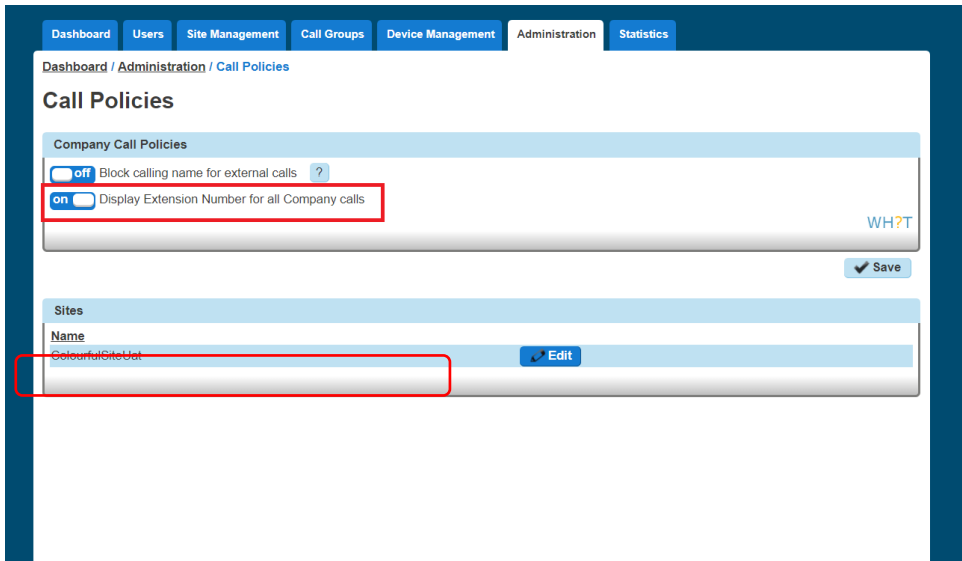 Dashboard Users Site Management Call Groups Device Management Administration Statistics
Dashboard / Administration / Call Policies
Call Policies
Company Call Policies
off Block calling name for external calls ?
on Display Extension Number for all Company calls
WH?T
Save
Sites
Name
ColourfulSiteUat Edit